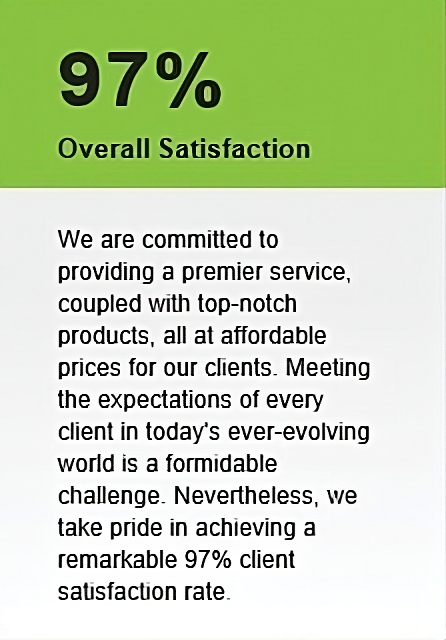 97%
Overall Satisfaction
We are committed to
providing a premier service,
coupled with top-notch
products, all at affordable
prices for our clients. Meeting
the expectations of every
client in today's ever-evolving
world is a formidable
challenge. Nevertheless, we
take pride in achieving a
remarkable 97% client
satisfaction rate.